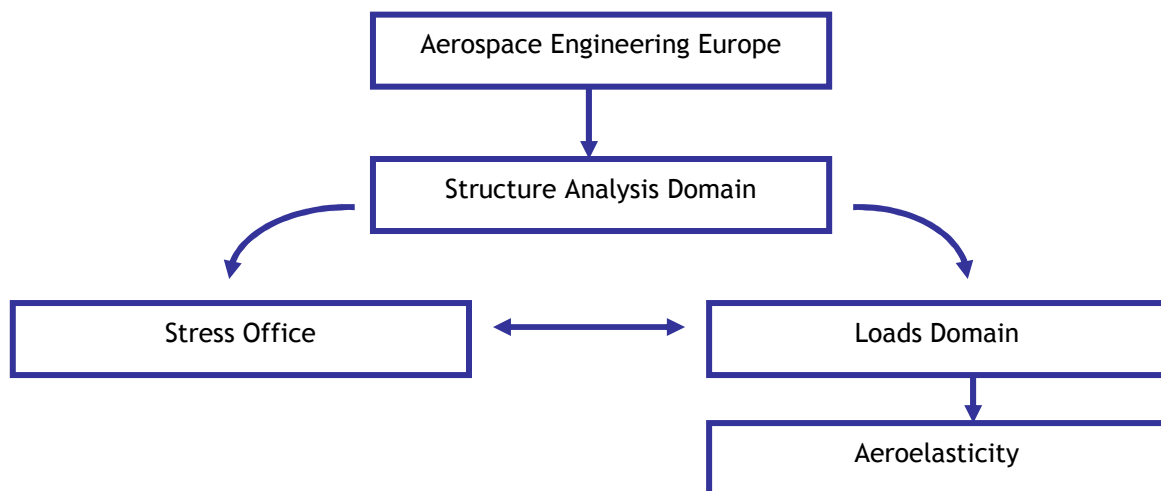 Aerospace Engineering Europe
Structure Analysis Domain
Stress Office
Loads Domain
Aeroelasticity